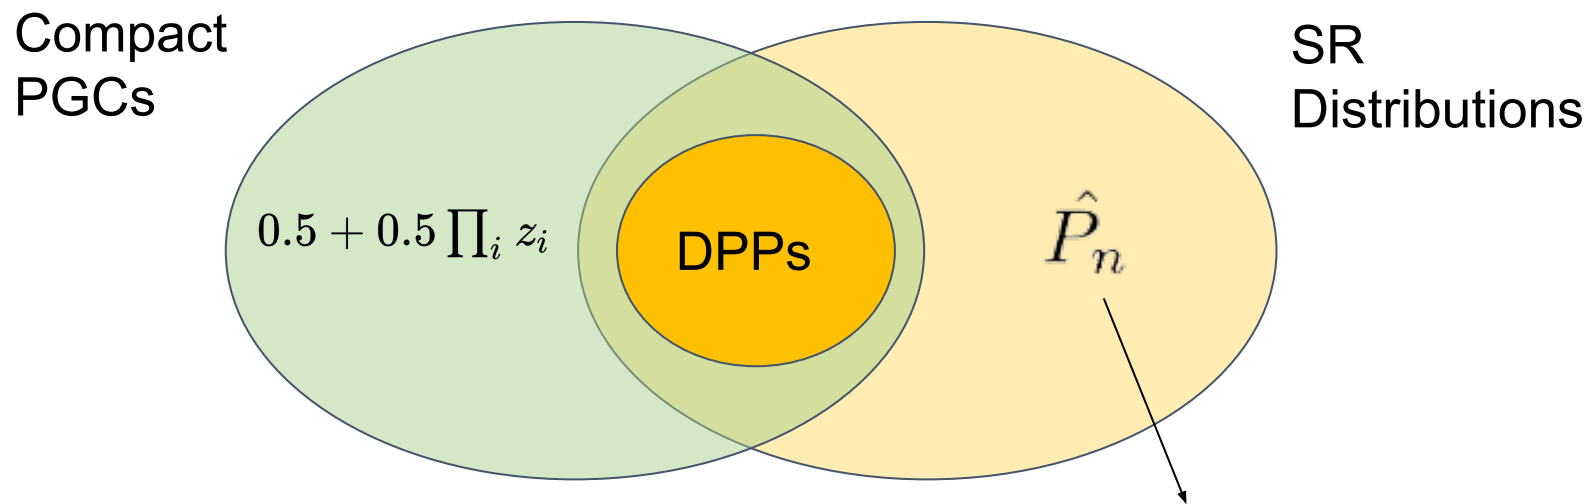 Compact
PGCs
SR
Distributions
0.5 + 0.5 ∏_i z_i
DPPs
P̂_n